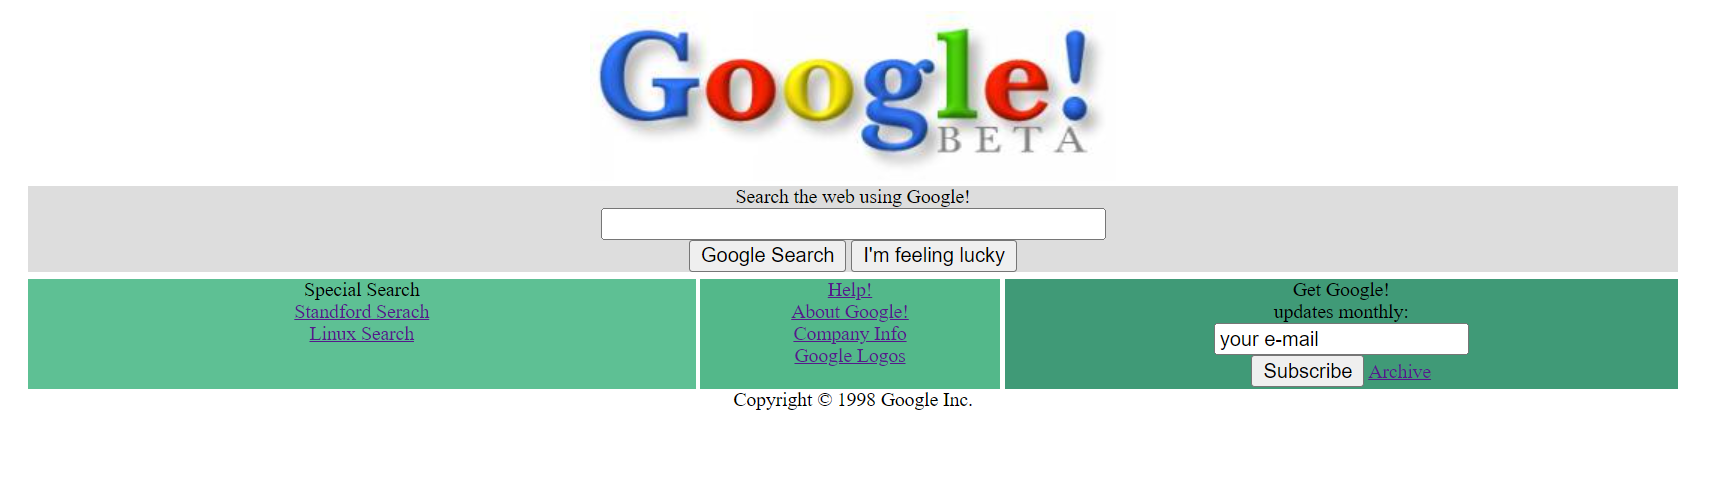 Google!
BETA
Search the web using Google!
Google Search I'm feeling lucky
Special Search
Standford Serach
Linux Search
Help!
About Google!
Company Info
Google Logos
Get Google!
updates monthly:
your e-mail
Subscribe Archive
Copyright © 1998 Google Inc.